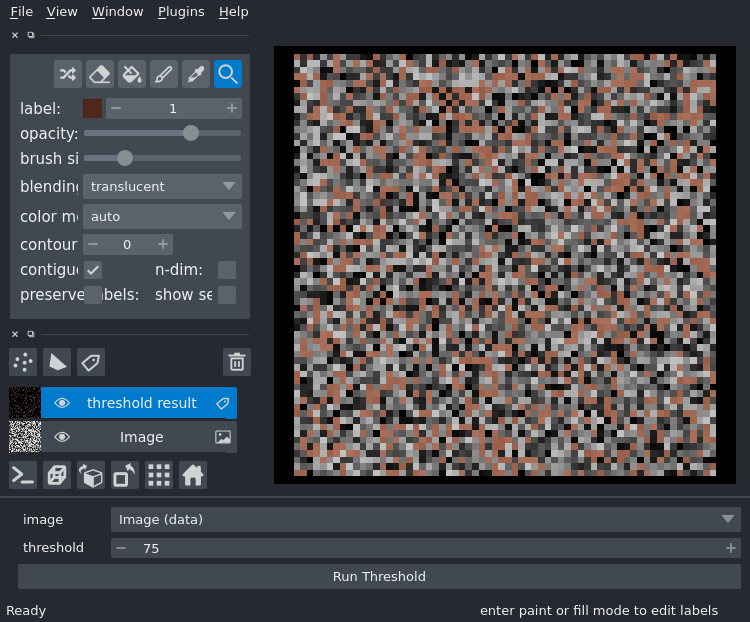 File View Window Plugins Help
label: 1
opacity:
brush si
blending translucent
color m auto
contour 0
contigu n-dim:
preserve abels: show se
threshold result
Image
image Image (data)
threshold 75
Run Threshold
Ready enter paint or fill mode to edit labels